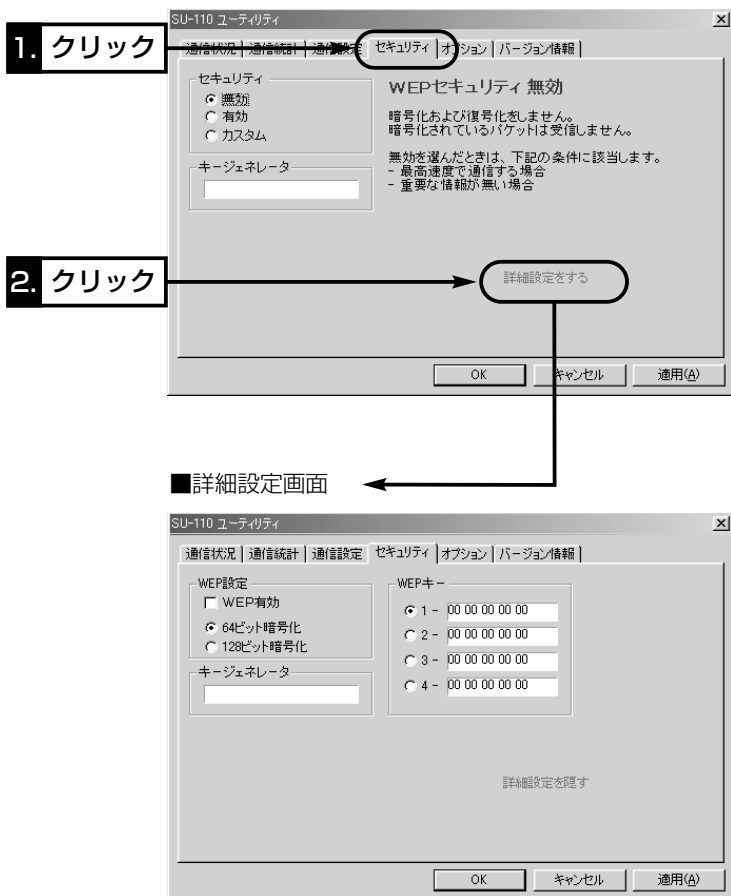 SU-110 ユーティリティ
1. クリック
通信状況 通信統計 通信設定 セキュリティ オプション バージョン情報
セキュリティ
無効
有効
カスタム
キージェネレータ
WEPセキュリティ 無効
暗号化および復号化をしません。
暗号化されているパケットは受信しません。
無効を選んだときは、下記の条件に該当します。
- 最高速度で通信する場合
- 重要な情報が無い場合
2. クリック
詳細設定をする
OK キャンセル 適用(A)
■詳細設定画面
SU-110 ユーティリティ
通信状況 通信統計 通信設定 セキュリティ オプション バージョン情報
WEP設定
WEP有効
64ビット暗号化
128ビット暗号化
キージェネレータ
WEPキー
1 - 00 00 00 00 00
2 - 00 00 00 00 00
3 - 00 00 00 00 00
4 - 00 00 00 00 00
詳細設定を隠す
OK キャンセル 適用(A)